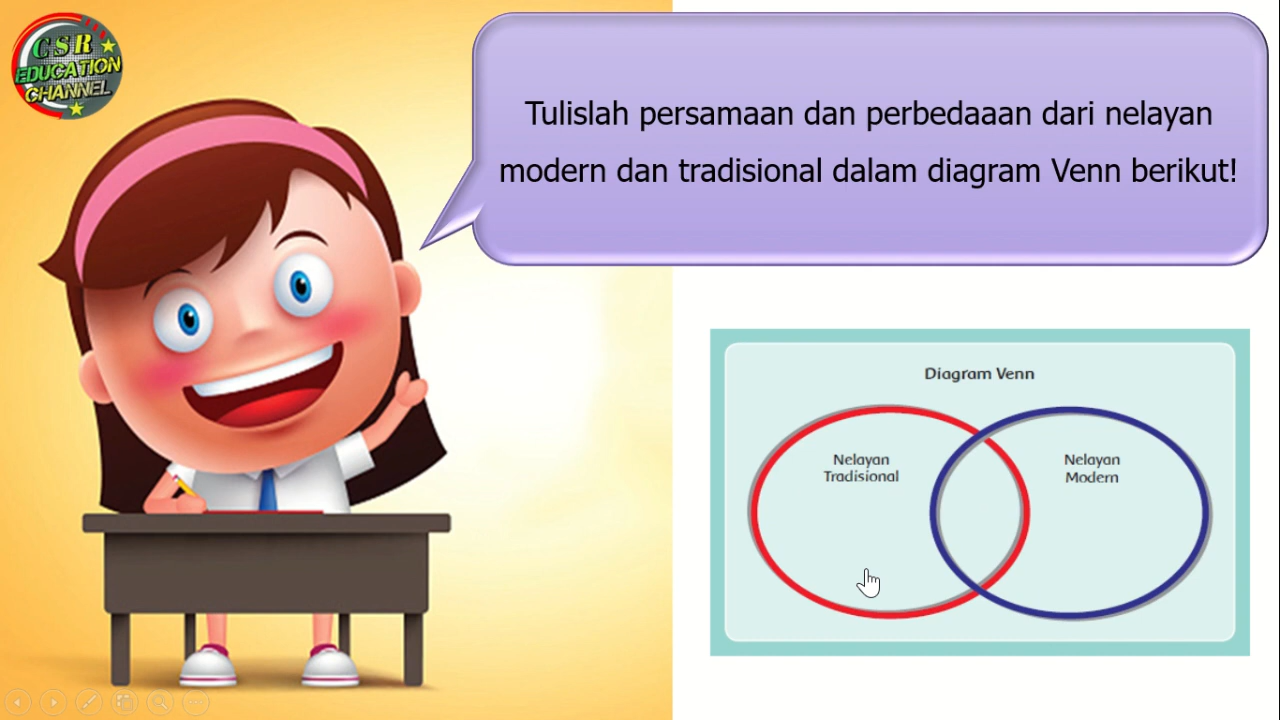 CSR
EDUCATION
CHANNEL
Tulislah persamaan dan perbedaaan dari nelayan
modern dan tradisional dalam diagram Venn berikut!
Diagram Venn
Nelayan
Tradisional
Nelayan
Modern